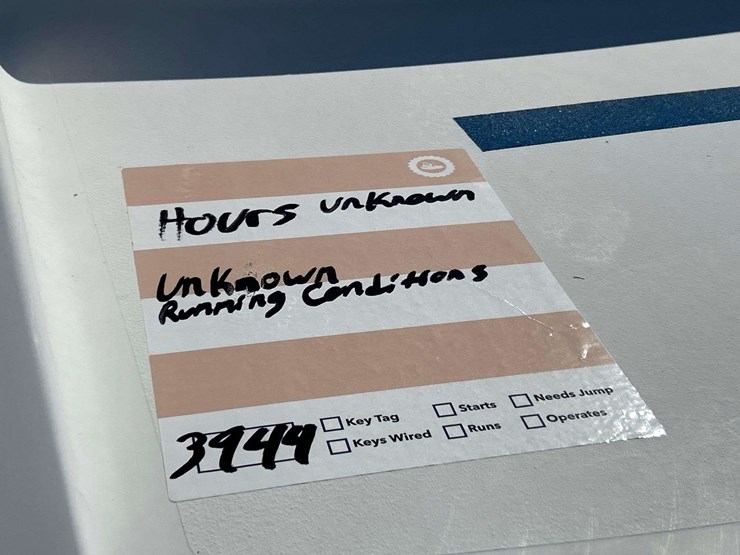 Hours unknown
Unknown
Running Conditions
3944
Key Tag
Starts
Needs Jump
Keys Wired
Runs
Operates